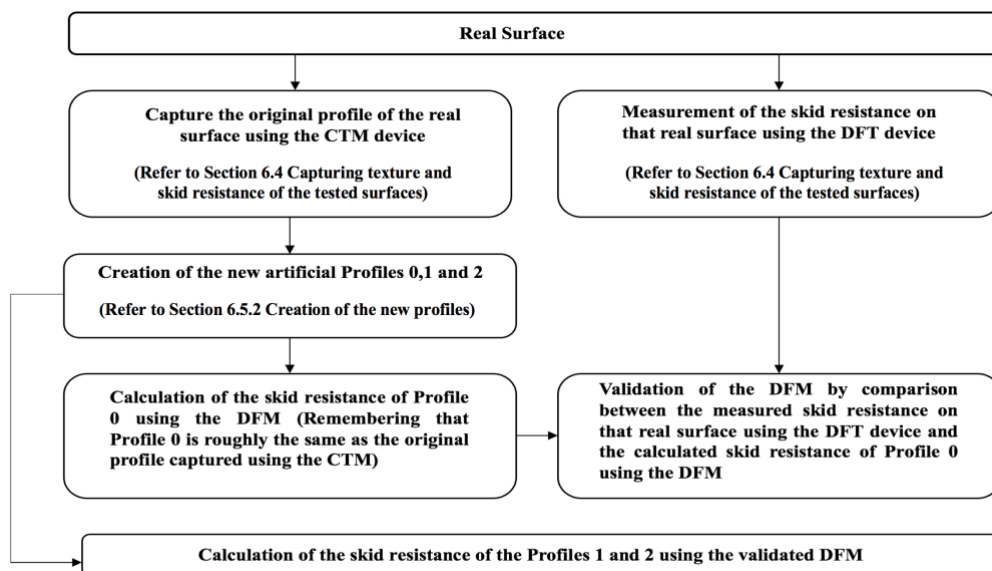 Real Surface
Capture the original profile of the real
surface using the CTM device
(Refer to Section 6.4 Capturing texture and
skid resistance of the tested surfaces)
Measurement of the skid resistance on
that real surface using the DFT device
(Refer to Section 6.4 Capturing texture and
skid resistance of the tested surfaces)
Creation of the new artificial Profiles 0,1 and 2
(Refer to Section 6.5.2 Creation of the new profiles)
Calculation of the skid resistance of Profile
0 using the DFM (Remembering that
Profile 0 is roughly the same as the original
profile captured using the CTM)
Validation of the DFM by comparison
between the measured skid resistance on
that real surface using the DFT device and
the calculated skid resistance of Profile 0
using the DFM
Calculation of the skid resistance of the Profiles 1 and 2 using the validated DFM